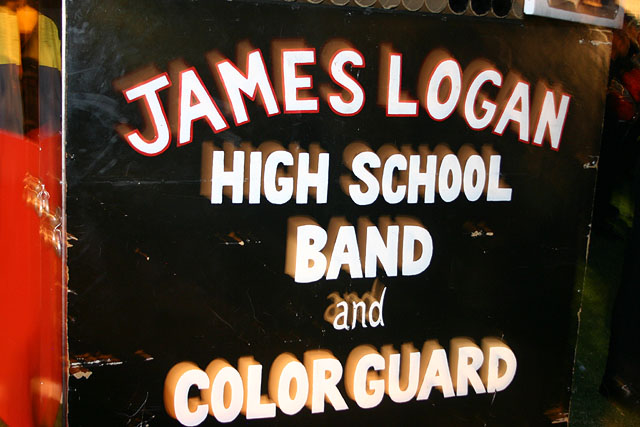 JAMES LOGAN
HIGH SCHOOL
BAND
and
COLOR GUARD